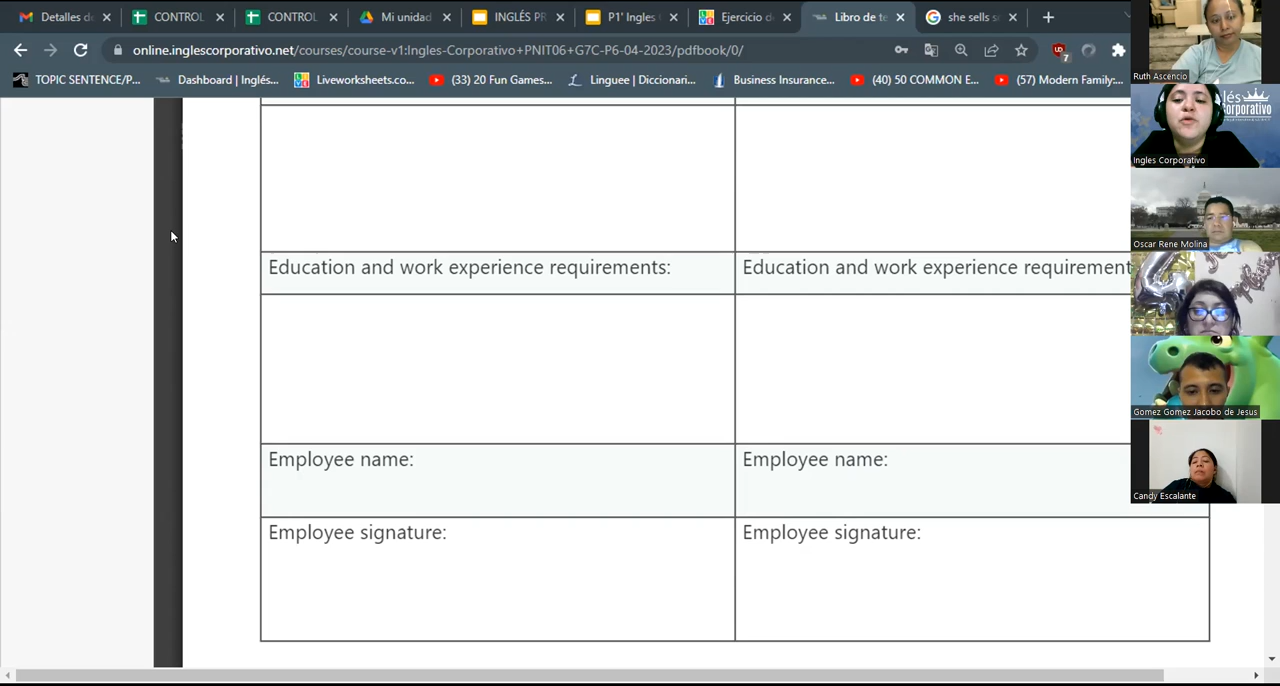 Detalles de
CONTROL
CONTROL
Mi unidad
INGLÉS PR
P1' Ingles
Ejercicio d
Libro de te
she sells s
online.inglescorporativo.net/courses/course-v1:Ingles-Corporativo+PNIT06+G7C-P6-04-2023/pdfbook/0/
7
TOPIC SENTENCE/P...
Dashboard | Inglés...
Liveworksheets.co...
(33) 20 Fun Games...
Linguee | Diccionari...
Business Insurance...
(40) 50 COMMON E...
(57) Modern Family:...
Ruth Ascencio
lés
orporativo
Ingles Corporativo
Oscar Rene Molina
Gomez Gomez Jacobo de Jesus
Candy Escalante
Education and work experience requirements:
Education and work experience requirement
Employee name:
Employee name:
Employee signature:
Employee signature: